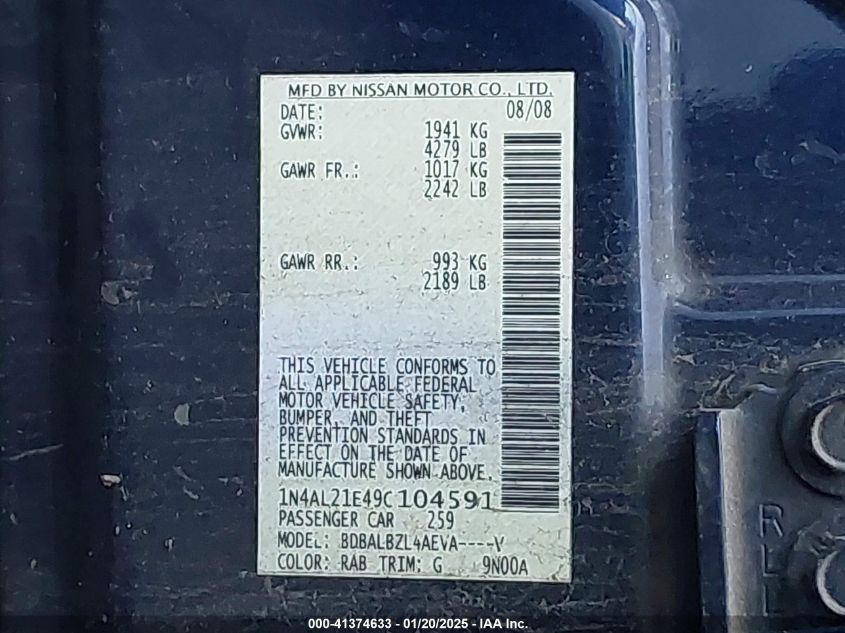 MFD BY NISSAN MOTOR CO., LTD.
DATE: 08/08
GVWR: 1941 KG
4279 LB
GAWR FR.: 1017 KG
2242 LB
GAWR RR.: 993 KG
2189 LB
THIS VEHICLE CONFORMS TO
ALL APPLICABLE FEDERAL
MOTOR VEHICLE SAFETY,
BUMPER, AND THEFT
PREVENTION STANDARDS IN
EFFECT ON THE DATE OF
MANUFACTURE SHOWN ABOVE.
1N4AL21E49C104591
PASSENGER CAR 259
MODEL: BDBALBZL4AEVA----V
COLOR: RAB TRIM: G 9N00A
000-41374633 — 01/20/2025 — IAA Inc.